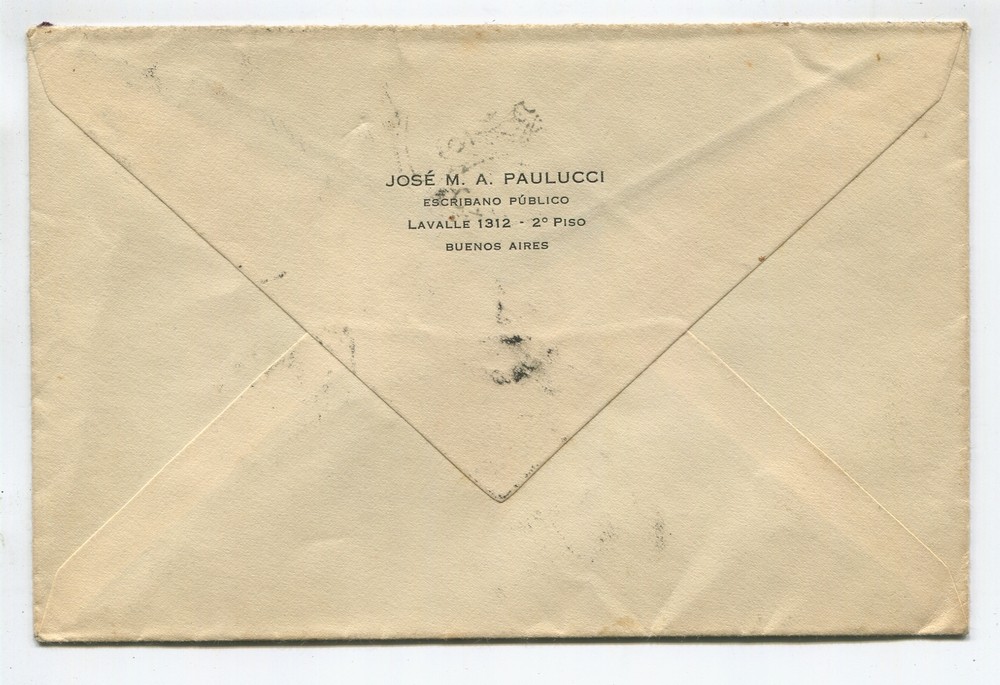 JOSÉ M. A. PAULUCCI
ESCRIBANO PÚBLICO
LAVALLE 1312 - 2º PISO
BUENOS AIRES